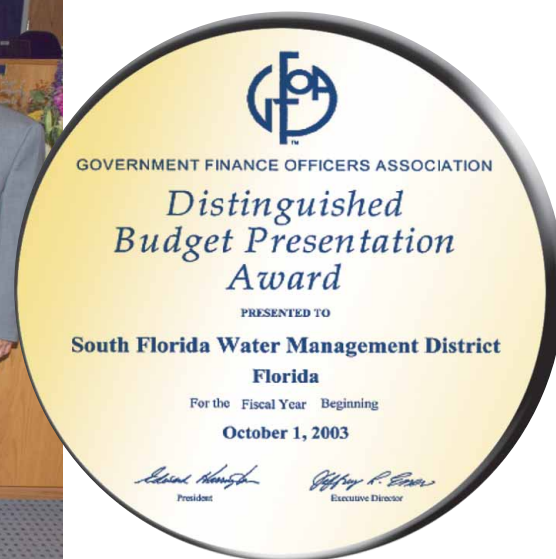 GFOA
TM
GOVERNMENT FINANCE OFFICERS ASSOCIATION
Distinguished
Budget Presentation
Award
PRESENTED TO
South Florida Water Management District
Florida
For the Fiscal Year Beginning
October 1, 2003
President
Executive Director